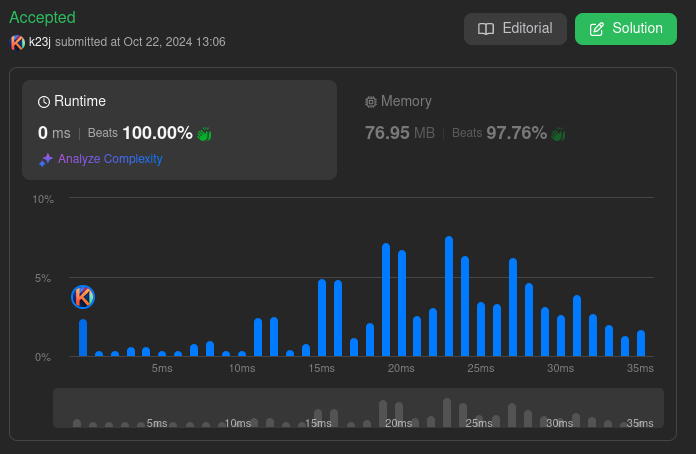 Accepted
k23j submitted at Oct 22, 2024 13:06
Editorial
Solution
Runtime
0 ms | Beats 100.00%
Analyze Complexity
Memory
76.95 MB | Beats 97.76%
10%
5%
0%
5ms 10ms 15ms 20ms 25ms 30ms 35ms
5ms 10ms 15ms 20ms 25ms 30ms 35ms